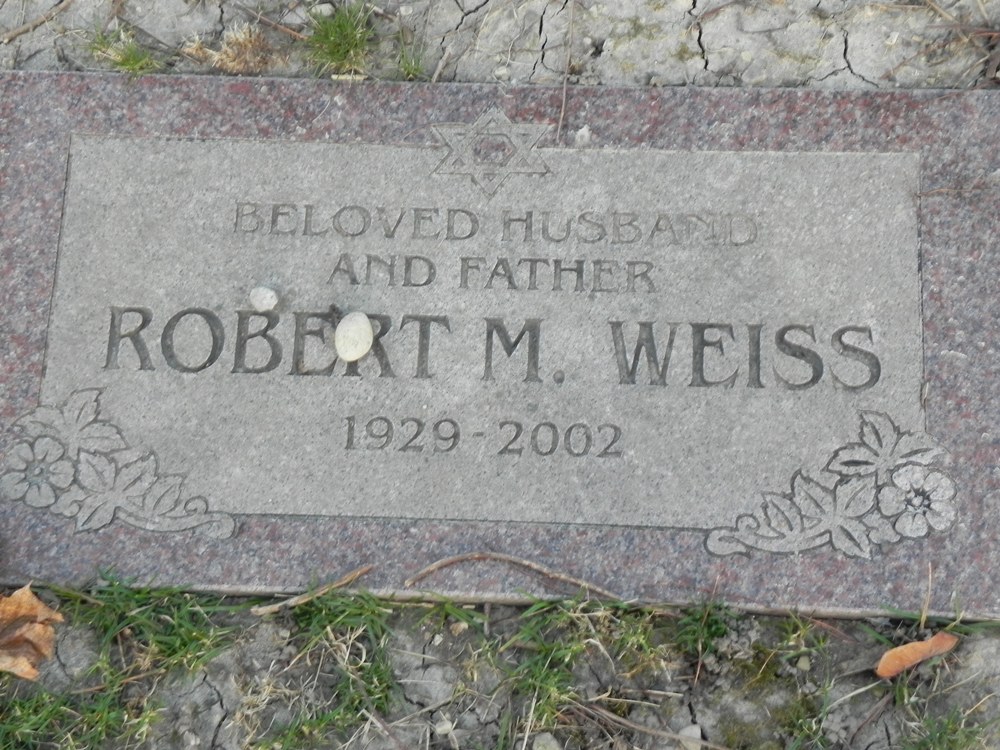 BELOVED HUSBAND
AND FATHER
ROBERT M. WEISS
1929 - 2002